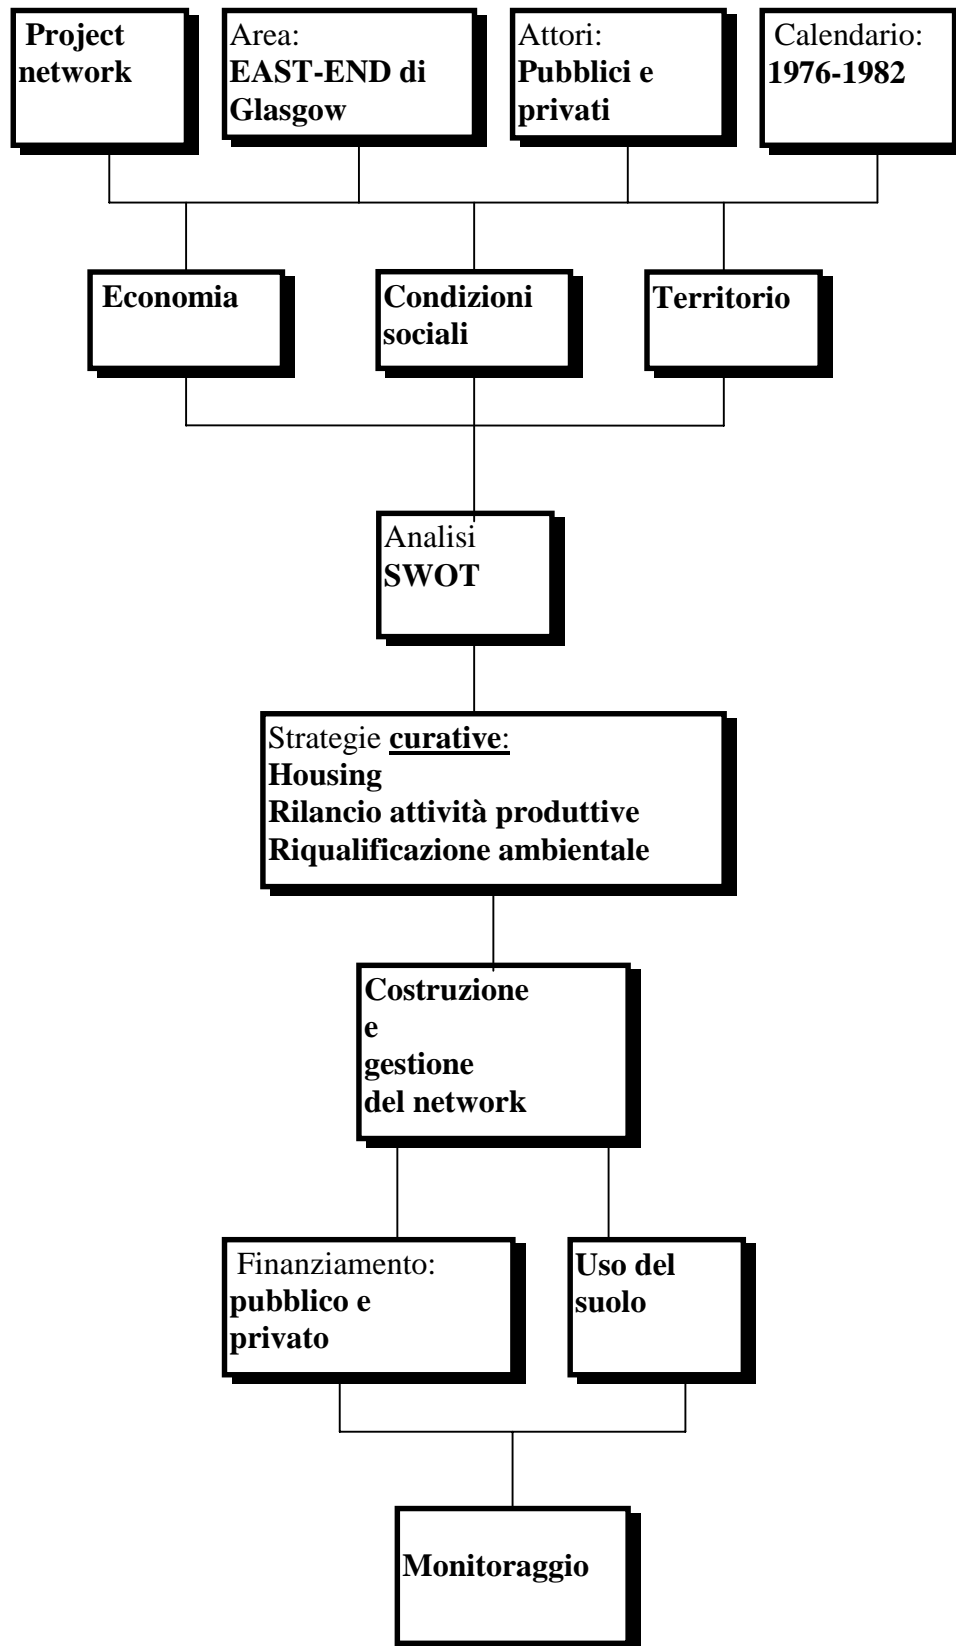 Project
network
Area:
EAST-END di
Glasgow
Attori:
Pubblici e
privati
Calendario:
1976-1982
Economia
Condizioni
sociali
Territorio
Analisi
SWOT
Strategie curative:
Housing
Rilancio attività produttive
Riqualificazione ambientale
Costruzione
e
gestione
del network
Finanziamento:
pubblico e
privato
Uso del
suolo
Monitoraggio